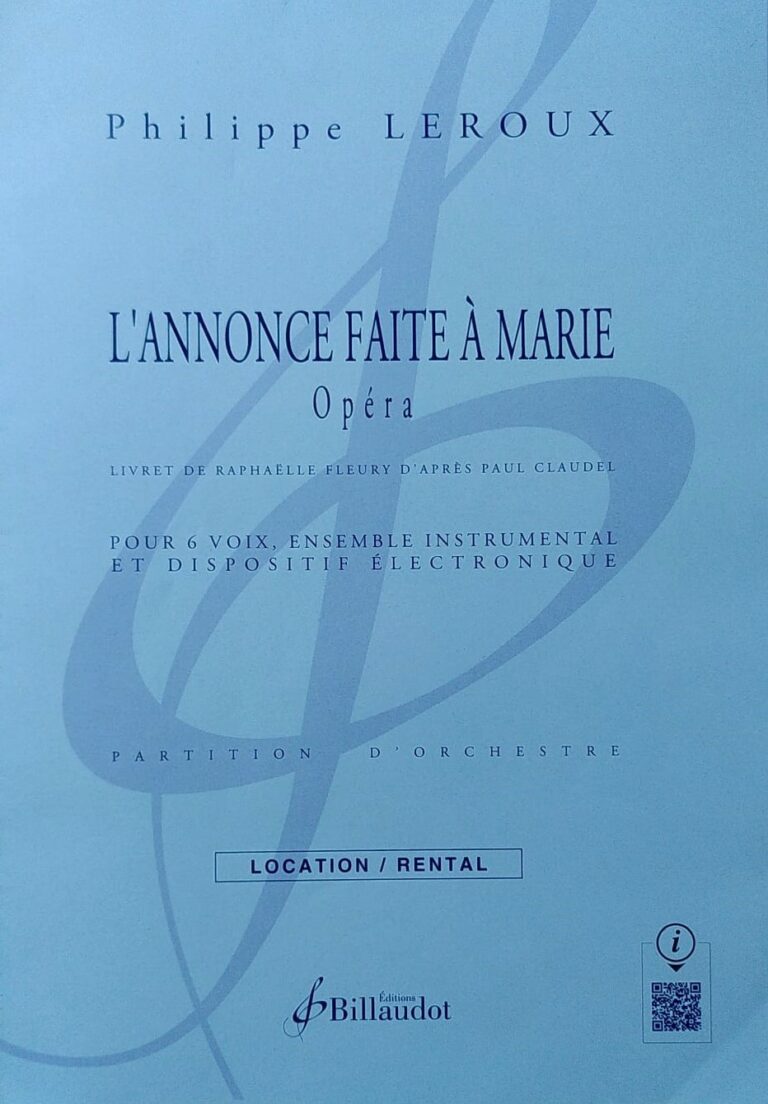 Philippe LEROUX
L'ANNONCE FAITE À MARIE
Opéra
LIVRET DE RAPHAËLLE FLEURY D'APRÈS PAUL CLAUDEL
POUR 6 VOIX, ENSEMBLE INSTRUMENTAL
ET DISPOSITIF ÉLECTRONIQUE
PARTITION D'ORCHESTRE
LOCATION / RENTAL
i
Éditions
Billaudot